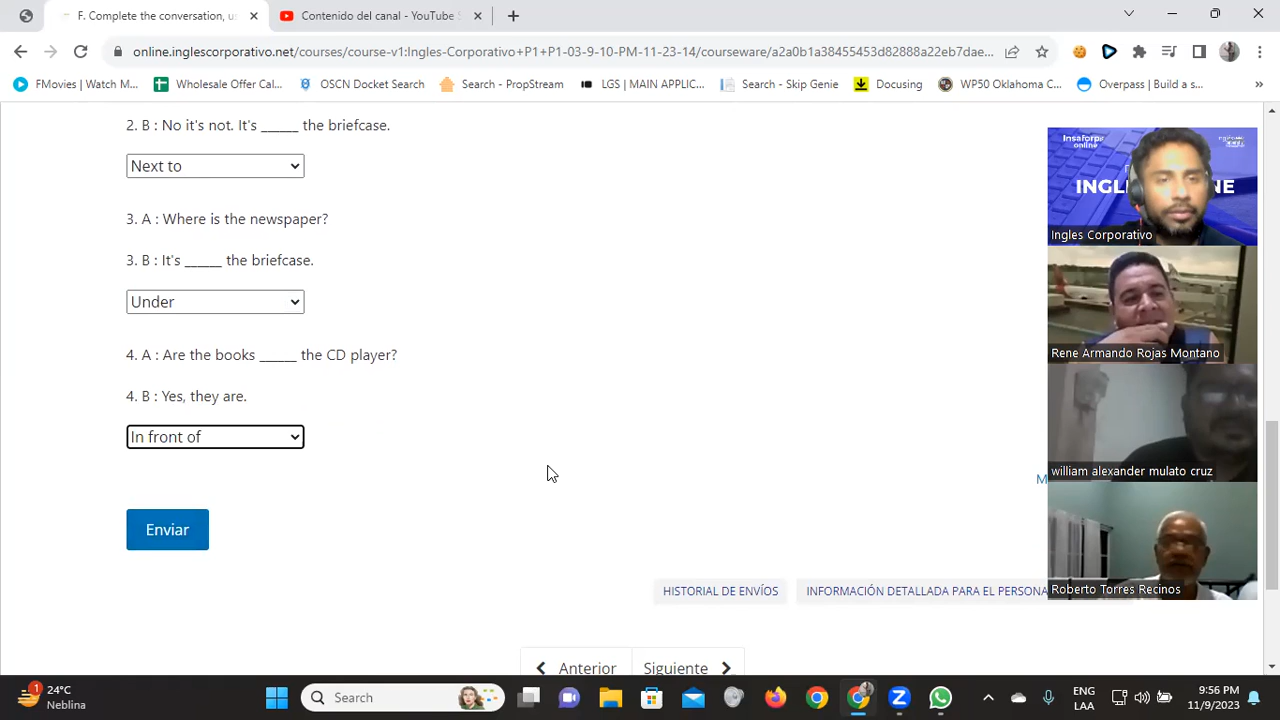 F. Complete the conversation, u
Contenido del canal - YouTube S
online.inglescorporativo.net/courses/course-v1:Ingles-Corporativo+P1+P1-03-9-10-PM-11-23-14/courseware/a2a0b1a38455453d82888a22eb7dae...
FMovies | Watch M...
Wholesale Offer Cal...
OSCN Docket Search
Search - PropStream
LGS | MAIN APPLIC...
Search - Skip Genie
Docusing
WP50 Oklahoma C...
Overpass | Build a s...
»
2. B : No it's not. It's ______ the briefcase.
Next to
3. A : Where is the newspaper?
3. B : It's ______ the briefcase.
Under
4. A : Are the books ______ the CD player?
4. B : Yes, they are.
In front of
M
Enviar
HISTORIAL DE ENVÍOS
INFORMACIÓN DETALLADA PARA EL PERSONA
Anterior
Siguiente
Insaforp
online
INGL
NE
Ingles Corporativo
Rene Armando Rojas Montano
william alexander mulato cruz
Roberto Torres Recinos
1
24°C
Neblina
Search
ENG
LAA
9:56 PM
11/9/2023